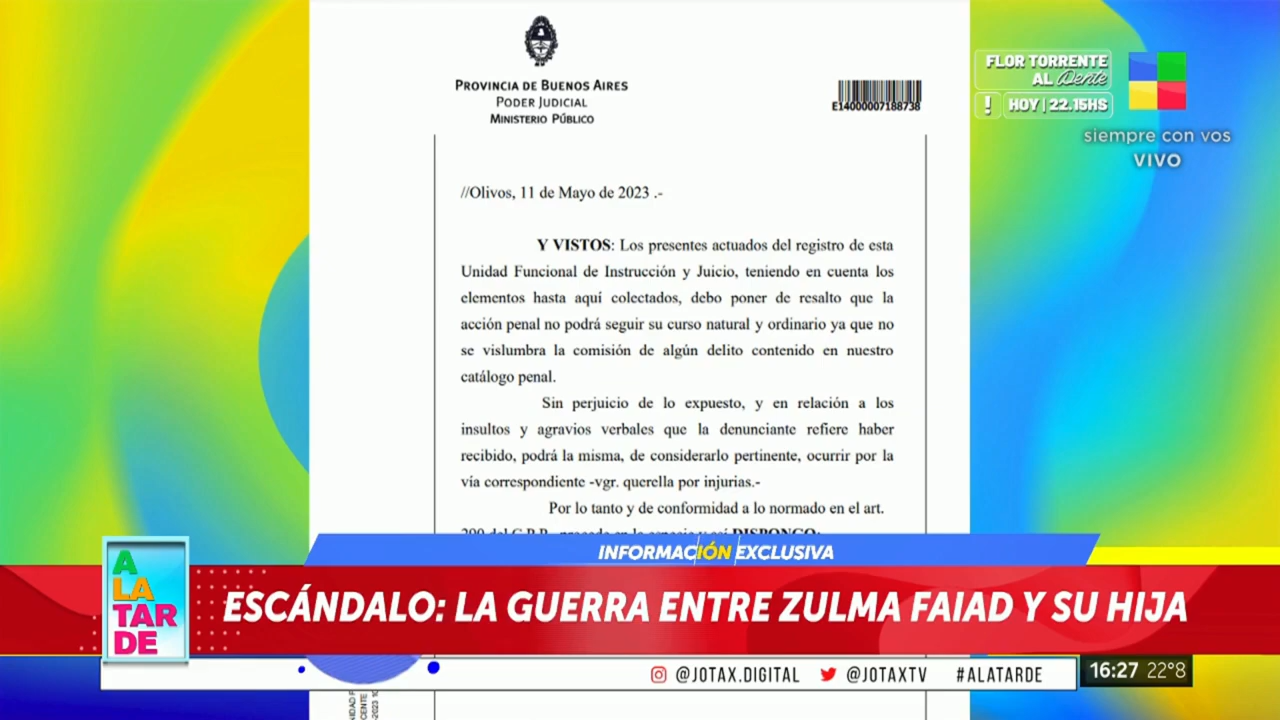 PROVINCIA DE BUENOS AIRES
PODER JUDICIAL
MINISTERIO PÚBLICO
E14000007188738
FLOR TORRENTE
AL dente
! HOY | 22.15HS
siempre con vos
VIVO
//Olivos, 11 de Mayo de 2023 .-
Y VISTOS: Los presentes actuados del registro de esta
Unidad Funcional de Instrucción y Juicio, teniendo en cuenta los
elementos hasta aquí colectados, debo poner de resalto que la
acción penal no podrá seguir su curso natural y ordinario ya que no
se vislumbra la comisión de algún delito contenido en nuestro
catálogo penal.
Sin perjuicio de lo expuesto, y en relación a los
insultos y agravios verbales que la denunciante refiere haber
recibido, podrá la misma, de considerarlo pertinente, ocurrir por la
vía correspondiente -vgr. querella por injurias.-
Por lo tanto y de conformidad a lo normado en el art.
DISPONGO:
INFORMACIÓN EXCLUSIVA
A
LA
TAR
DE
ESCÁNDALO: LA GUERRA ENTRE ZULMA FAIAD Y SU HIJA
@JOTAX.DIGITAL @JOTAXTV #ALATARDE
16:27 22°8